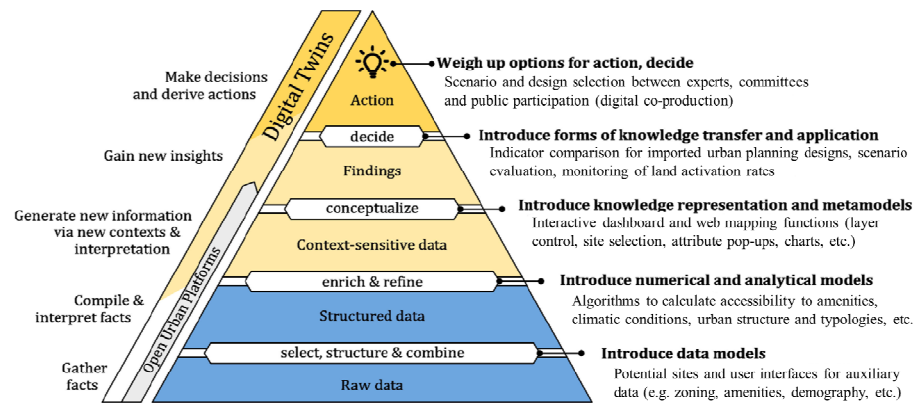 Digital Twins
Open Urban Platforms
Make decisions
and derive actions
Gain new insights
Generate new information
via new contexts &
interpretation
Compile &
interpret facts
Gather
facts
Action
decide
Findings
conceptualize
Context-sensitive data
enrich & refine
Structured data
select, structure & combine
Raw data
Weigh up options for action, decide
Scenario and design selection between experts, committees
and public participation (digital co-production)
Introduce forms of knowledge transfer and application
Indicator comparison for imported urban planning designs, scenario
evaluation, monitoring of land activation rates
Introduce knowledge representation and metamodels
Interactive dashboard and web mapping functions (layer
control, site selection, attribute pop-ups, charts, etc.)
Introduce numerical and analytical models
Algorithms to calculate accessibility to amenities,
climatic conditions, urban structure and typologies, etc.
Introduce data models
Potential sites and user interfaces for auxiliary
data (e.g. zoning, amenities, demography, etc.)